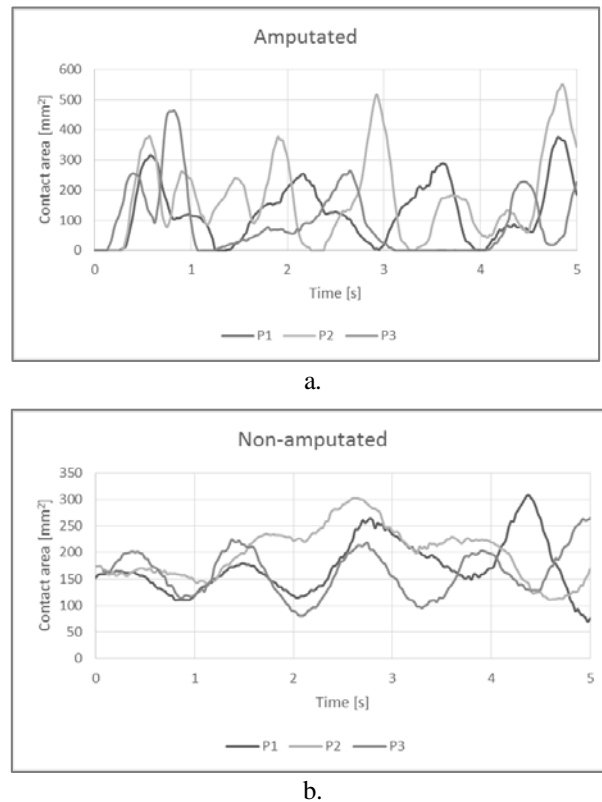 Amputated
Contact area [mm²]
600
500
400
300
200
100
0
0 1 2 3 4 5
Time [s]
P1 P2 P3
a.
Non-amputated
Contact area [mm²]
350
300
250
200
150
100
50
0
0 1 2 3 4 5
Time [s]
P1 P2 P3
b.